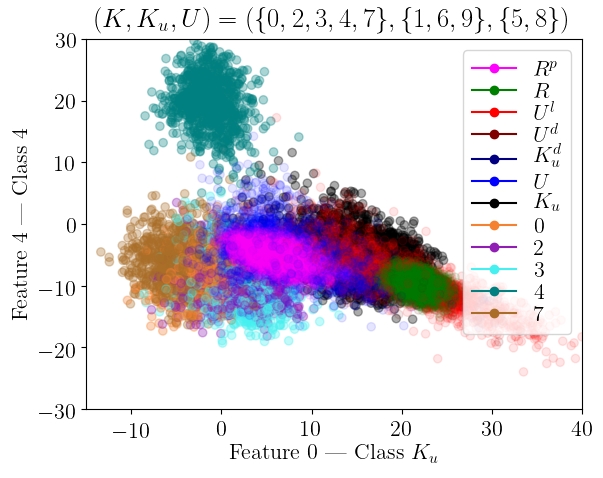 (K, K_u, U) = ({0, 2, 3, 4, 7}, {1, 6, 9}, {5, 8})
30
20
10
0
−10
−20
−30
Feature 4 — Class 4
R^p
R
U^l
U^d
K_u^d
U
K_u
0
2
3
4
7
−10 0 10 20 30 40
Feature 0 — Class K_u